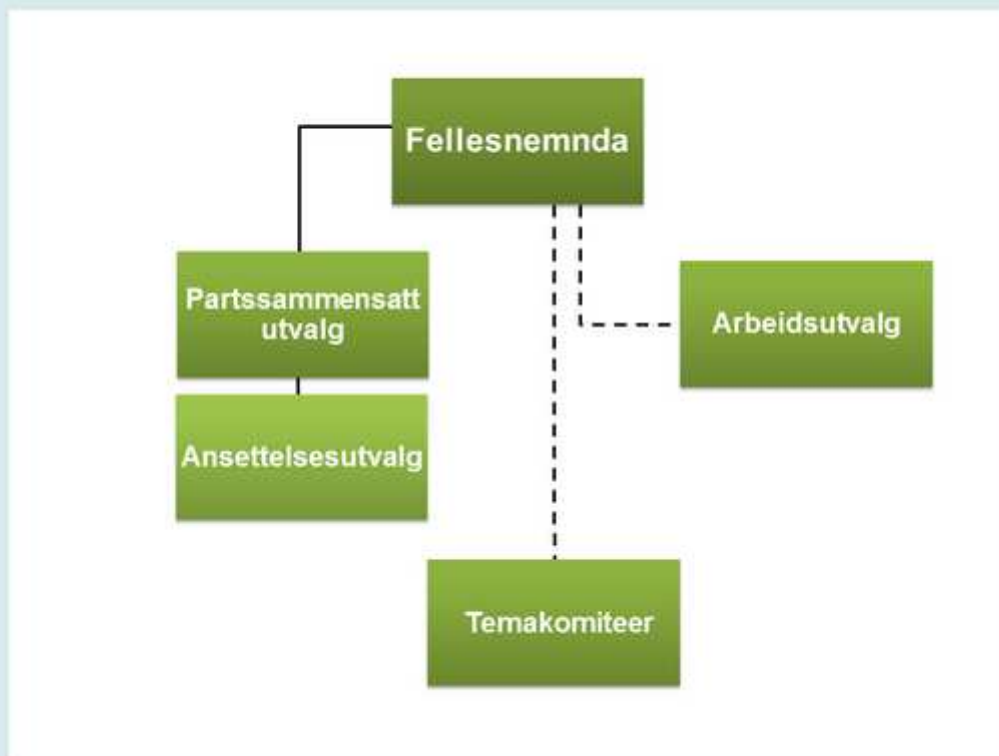 Fellesnemnda
Partssammensatt
utvalg
Arbeidsutvalg
Ansettelsesutvalg
Temakomiteer